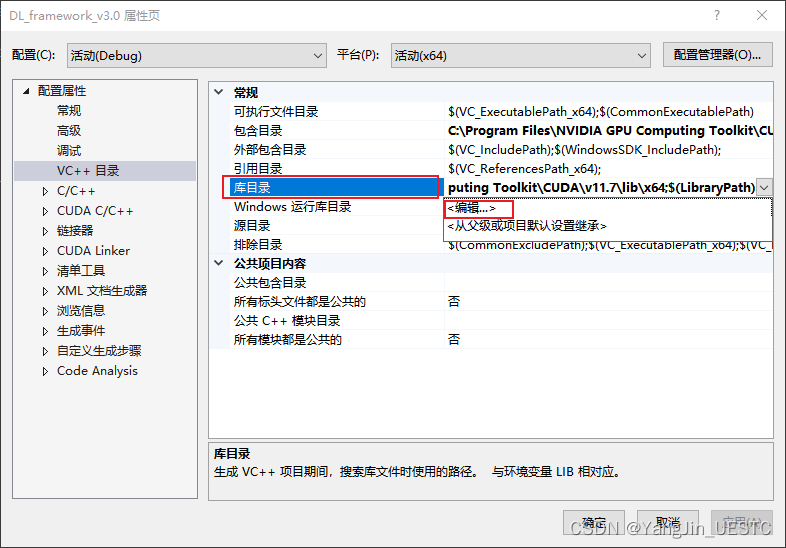 DL_framework_v3.0 属性页
配置(C): 活动(Debug) 平台(P): 活动(x64) 配置管理器(O)...
配置属性
常规
高级
调试
VC++ 目录
C/C++
CUDA C/C++
链接器
CUDA Linker
清单工具
XML 文档生成器
浏览信息
生成事件
自定义生成步骤
Code Analysis
常规
可执行文件目录 $(VC_ExecutablePath_x64);$(CommonExecutablePath)
包含目录 C:\Program Files\NVIDIA GPU Computing Toolkit\CU
外部包含目录 $(VC_IncludePath);$(WindowsSDK_IncludePath);
引用目录 $(VC_ReferencesPath_x64);
库目录 puting Toolkit\CUDA\v11.7\lib\x64;$(LibraryPath)
Windows 运行库目录 <编辑...>
源目录 <从父级或项目默认设置继承>
排除目录 $(CommonExcludePath);$(VC_ExecutablePath_x64);$(VC_
公共项目内容
公共包含目录
所有标头文件都是公共的 否
公共 C++ 模块目录
所有模块都是公共的 否
库目录
生成 VC++ 项目期间，搜索库文件时使用的路径。 与环境变量 LIB 相对应。
确定 取消 应用(A)
CSDN @YangJin_UESTC